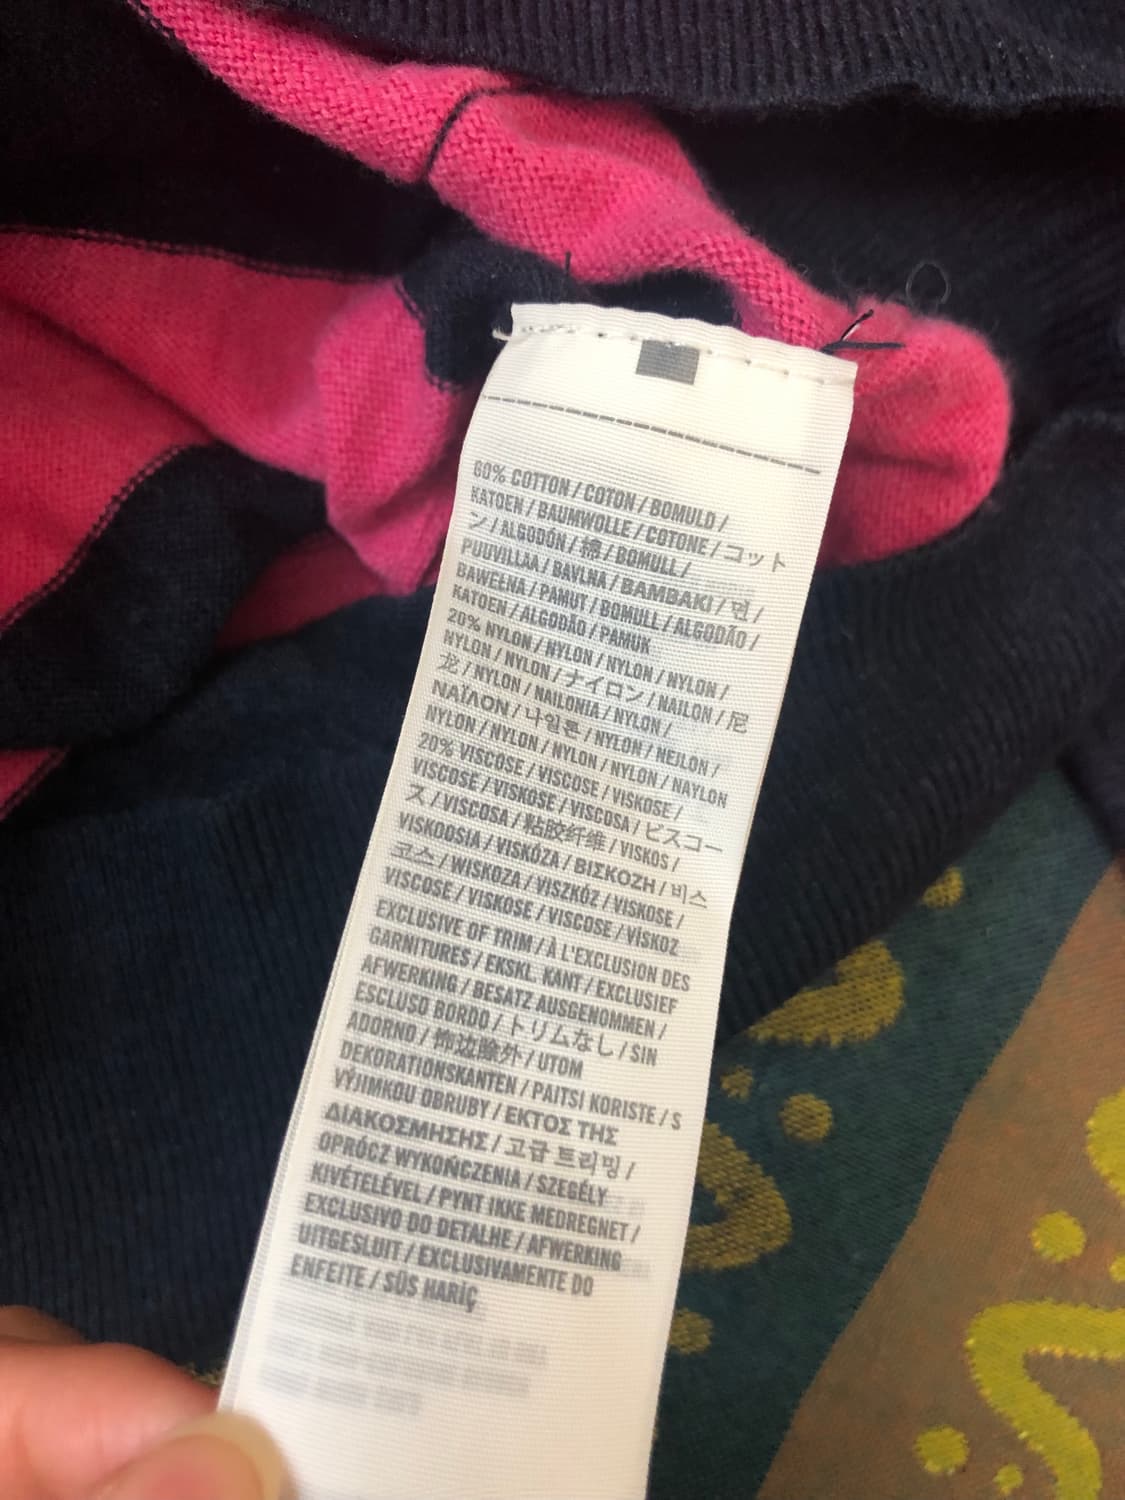 60% COTTON / COTON / BOMULD /
KATOEN / BAUMWOLLE / COTONE / コット
ン / ALGODÓN / 棉 / BOMULL /
PUUVILLAA / BAVLNA / BAMBAKI / 면 /
BAWEŁNA / PAMUT / BOMULL / ALGODÃO /
KATOEN / ALGODÃO / PAMUK
20% NYLON / NYLON / NYLON / NYLON /
NYLON / NYLON / ナイロン / NAILON / 尼
龙 / NYLON / NAILONIA / NYLON /
ΝΑΪΛΟΝ / 나일론 / NYLON / NEJLON /
NYLON / NYLON / NYLON / NYLON / NAYLON
20% VISCOSE / VISCOSE / VISKOSE /
VISCOSE / VISKOSE / VISCOSA / ビスコー
ス / VISCOSA / 粘胶纤维 / VISKOS /
VISKOOSIA / VISKÓZA / ΒΙΣΚΟΖΗ / 비스
코스 / WISKOZA / VISZKÓZ / VISKOSE /
VISCOSE / VISKOSE / VISCOSE / VİSKOZ
EXCLUSIVE OF TRIM / À L'EXCLUSION DES
GARNITURES / EKSKL. KANT / EXCLUSIEF
AFWERKING / BESATZ AUSGENOMMEN /
ESCLUSO BORDO / トリムなし / SIN
ADORNO / 饰边除外 / UTOM
DEKORATIONSKANTEN / PAITSI KORISTE / S
VÝJIMKOU OBRUBY / ΕΚΤΟΣ ΤΗΣ
ΔΙΑΚΟΣΜΗΣΗΣ / 고급 트리밍 /
OPRÓCZ WYKOŃCZENIA / SZEGÉLY
KIVÉTELÉVEL / PYNT IKKE MEDREGNET /
EXCLUSIVO DO DETALHE / AFWERKING
UITGESLUIT / EXCLUSIVAMENTE DO
ENFEITE / SÜS HARİÇ